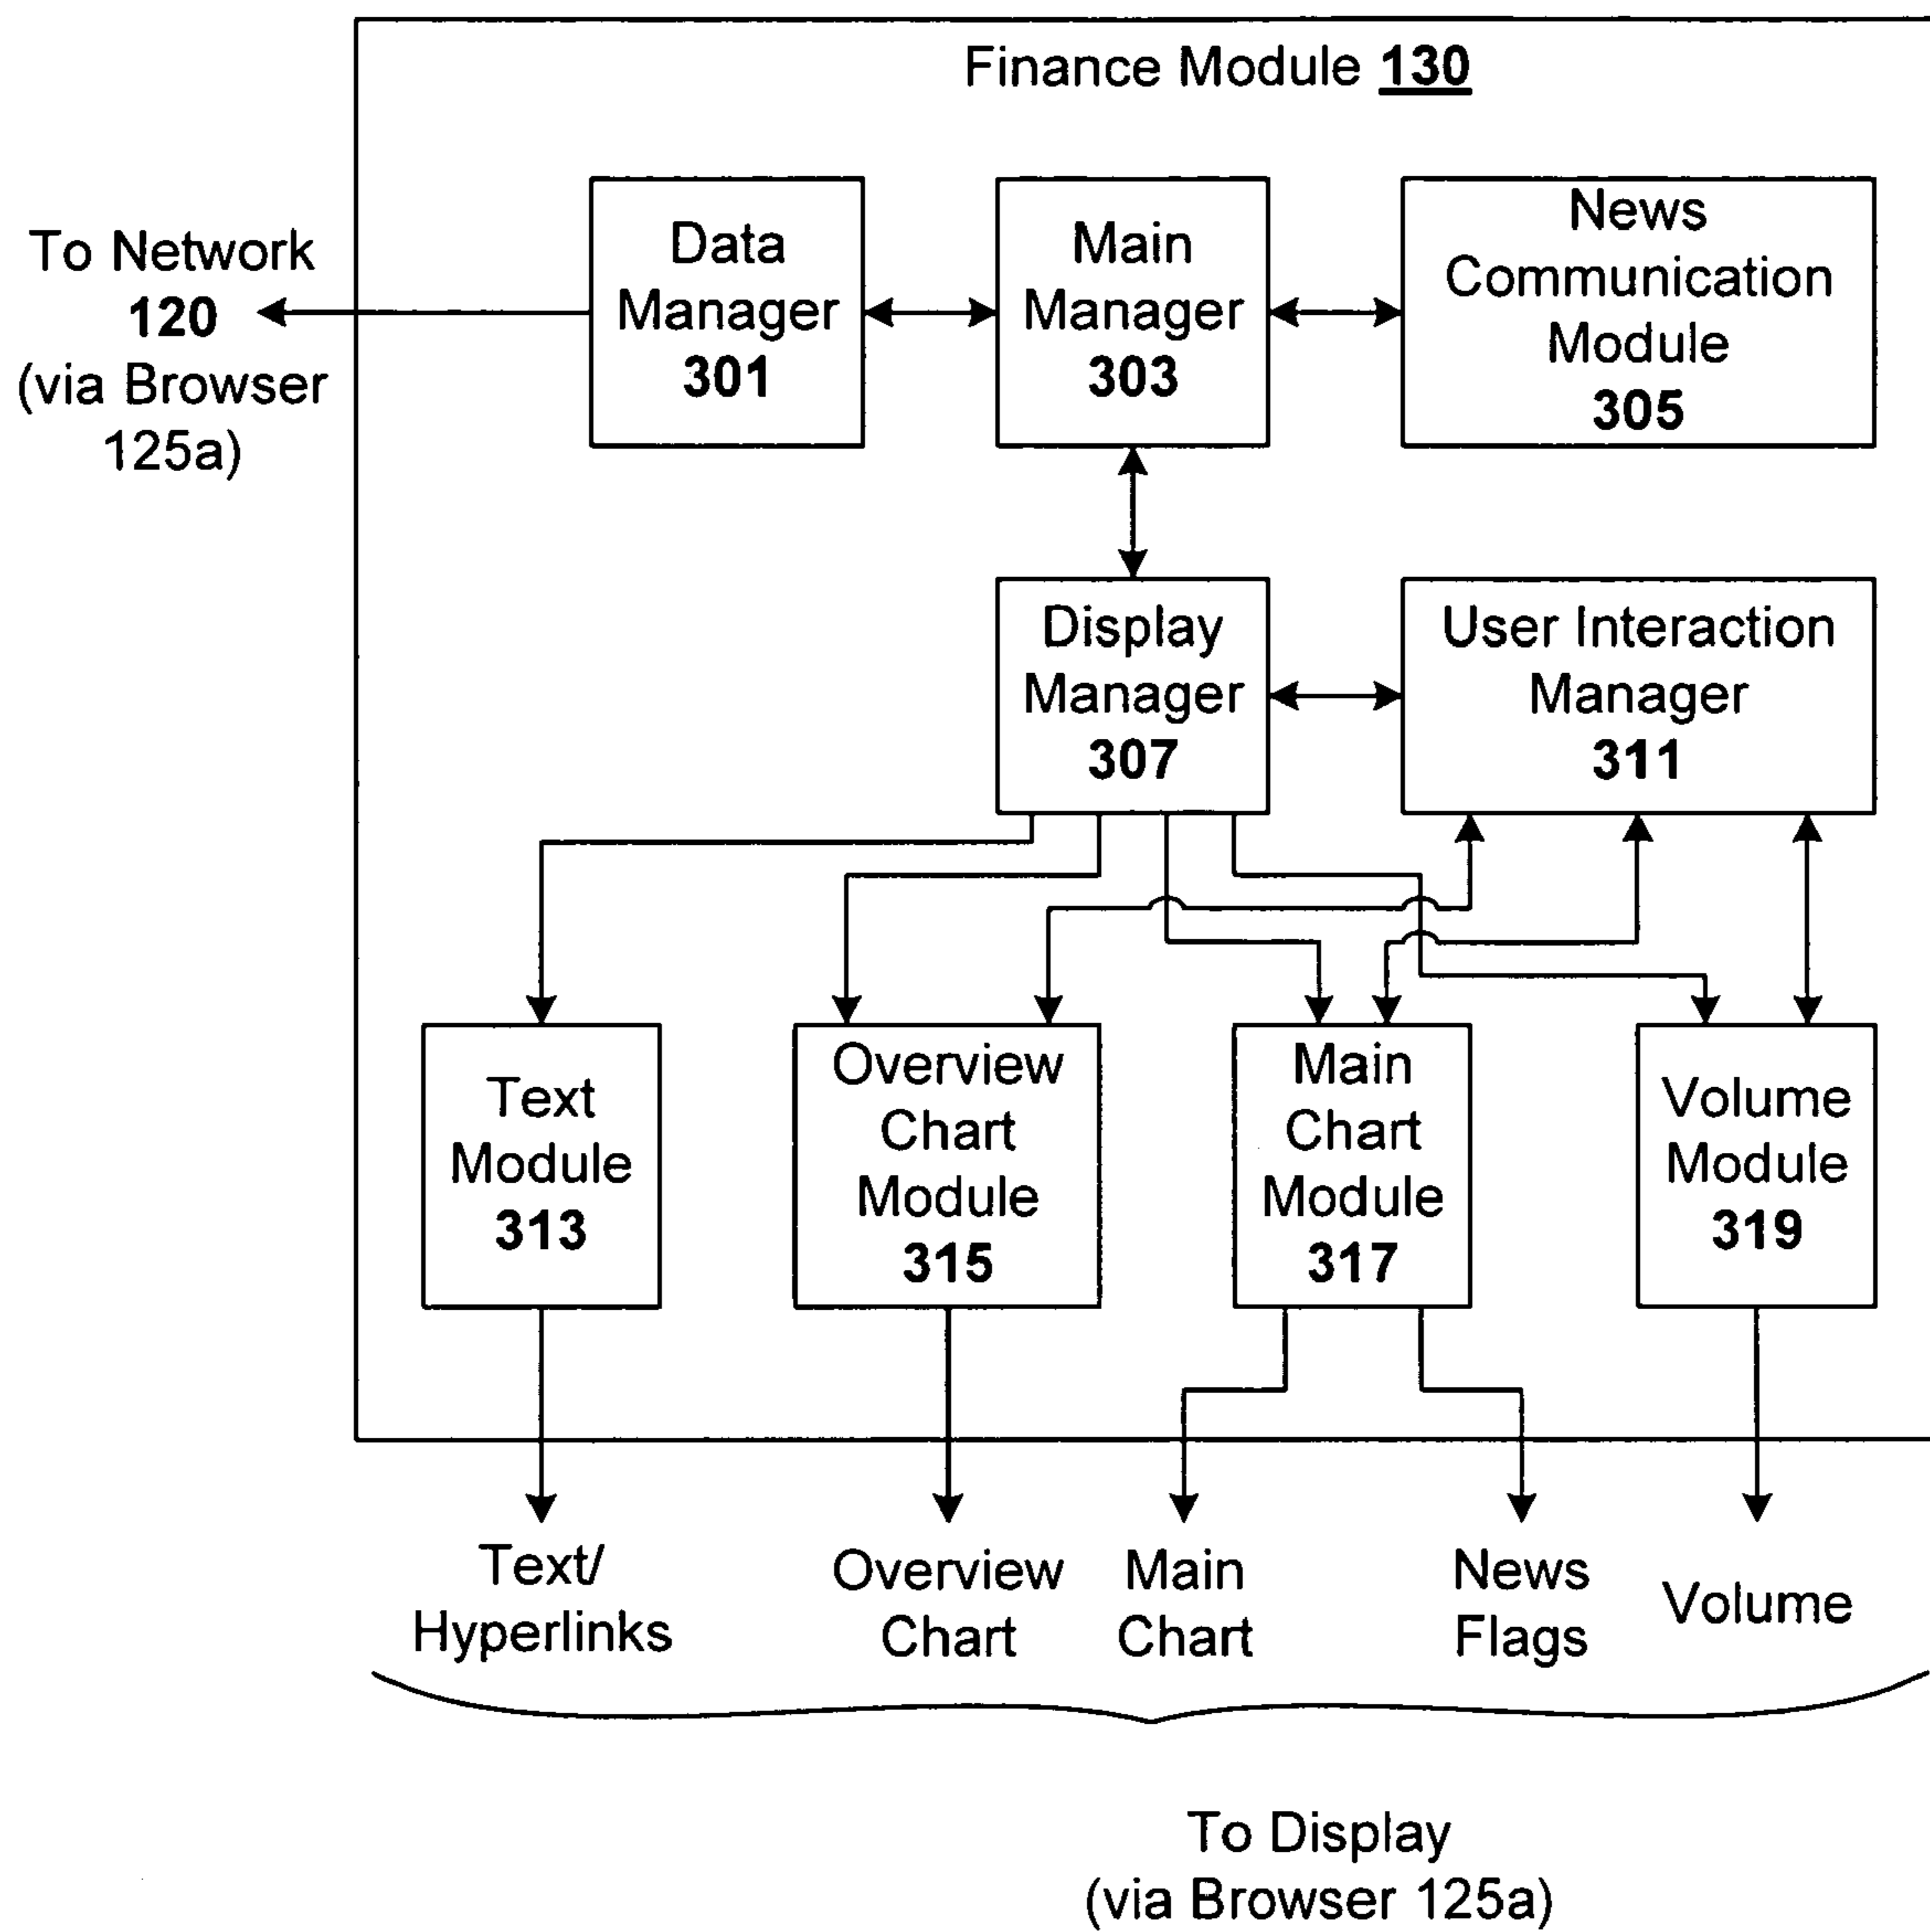 Finance Module 130
To Network
120
(via Browser
125a)
Data
Manager
301
Main
Manager
303
News
Communication
Module
305
Display
Manager
307
User Interaction
Manager
311
Text
Module
313
Overview
Chart
Module
315
Main
Chart
Module
317
Volume
Module
319
Text/
Hyperlinks
Overview
Chart
Main
Chart
News
Flags
Volume
To Display
(via Browser 125a)